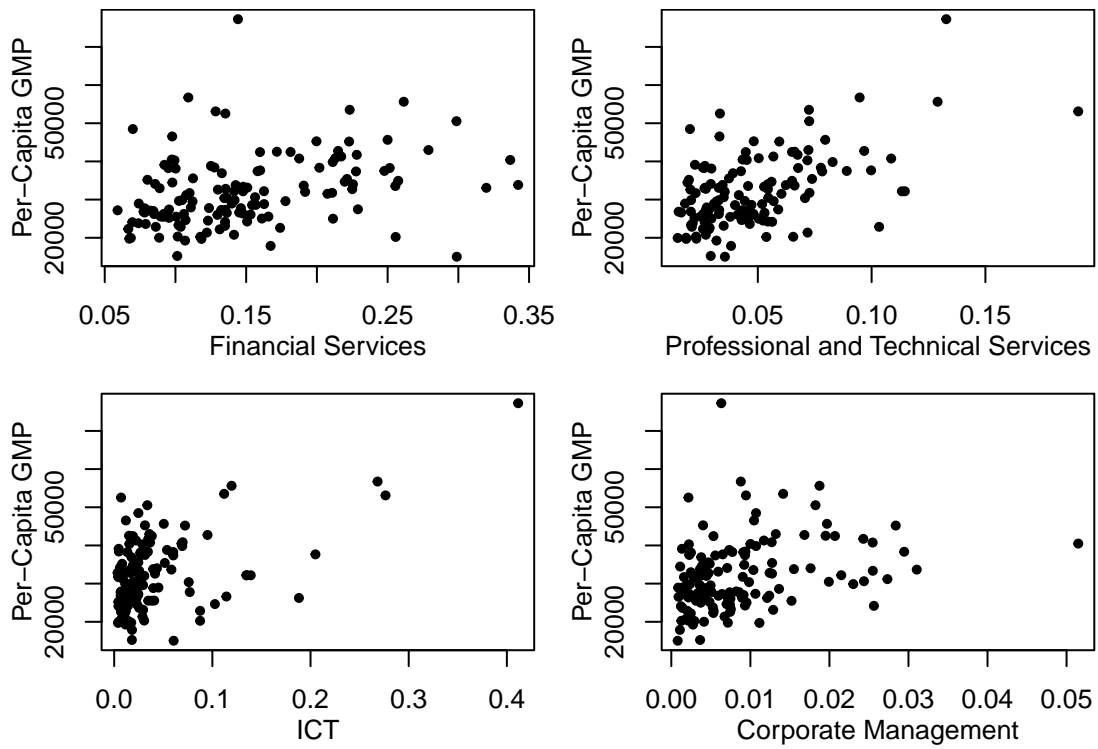 Per−Capita GMP
20000 50000
0.05 0.15 0.25 0.35
Financial Services
Per−Capita GMP
20000 50000
0.05 0.10 0.15
Professional and Technical Services
Per−Capita GMP
20000 50000
0.0 0.1 0.2 0.3 0.4
ICT
Per−Capita GMP
20000 50000
0.00 0.01 0.02 0.03 0.04 0.05
Corporate Management